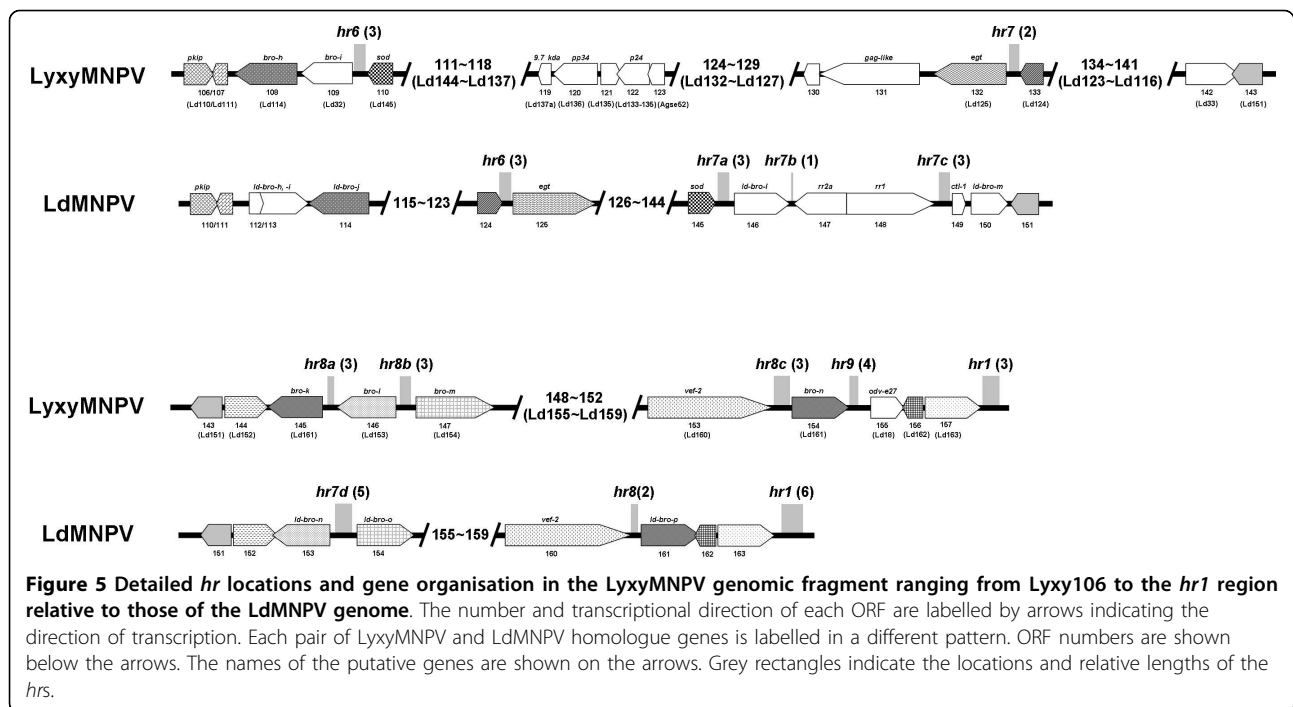 hr6 (3) hr7 (2)
pkip bro-h bro-i sod 9.7 kda pp34 p24 gag-like egt
LyxyMNPV 111~118 124~129 134~141
(Ld144~Ld137) (Ld132~Ld127) (Ld123~Ld116)
106/107 108 109 110 119 120 121 122 123 130 131 132 133 142 143
(Ld110/Ld111) (Ld114) (Ld32) (Ld145) (Ld137a) (Ld136) (Ld135) (Ld133-135) (Agse52) (Ld125) (Ld124) (Ld33) (Ld151)
hr6 (3) hr7a (3) hr7b (1) hr7c (3)
pkip ld-bro-h, -i ld-bro-j egt sod ld-bro-l rr2a rr1 ctl-1 ld-bro-m
LdMNPV 115~123 126~144
110/111 112/113 114 124 125 145 146 147 148 149 150 151
hr8a (3) hr8b (3) hr8c (3) hr9 (4) hr1 (3)
bro-k bro-l bro-m vef-2 bro-n odv-e27
LyxyMNPV 148~152
(Ld155~Ld159)
143 144 145 146 147 153 154 155 156 157
(Ld151) (Ld152) (Ld161) (Ld153) (Ld154) (Ld160) (Ld161) (Ld18) (Ld162) (Ld163)
hr7d (5) hr8(2) hr1 (6)
ld-bro-n ld-bro-o vef-2 ld-bro-p
LdMNPV 155~159
151 152 153 154 160 161 162 163
Figure 5 Detailed hr locations and gene organisation in the LyxyMNPV genomic fragment ranging from Lyxy106 to the hr1 region
relative to those of the LdMNPV genome. The number and transcriptional direction of each ORF are labelled by arrows indicating the
direction of transcription. Each pair of LyxyMNPV and LdMNPV homologue genes is labelled in a different pattern. ORF numbers are shown
below the arrows. The names of the putative genes are shown on the arrows. Grey rectangles indicate the locations and relative lengths of the
hrs.